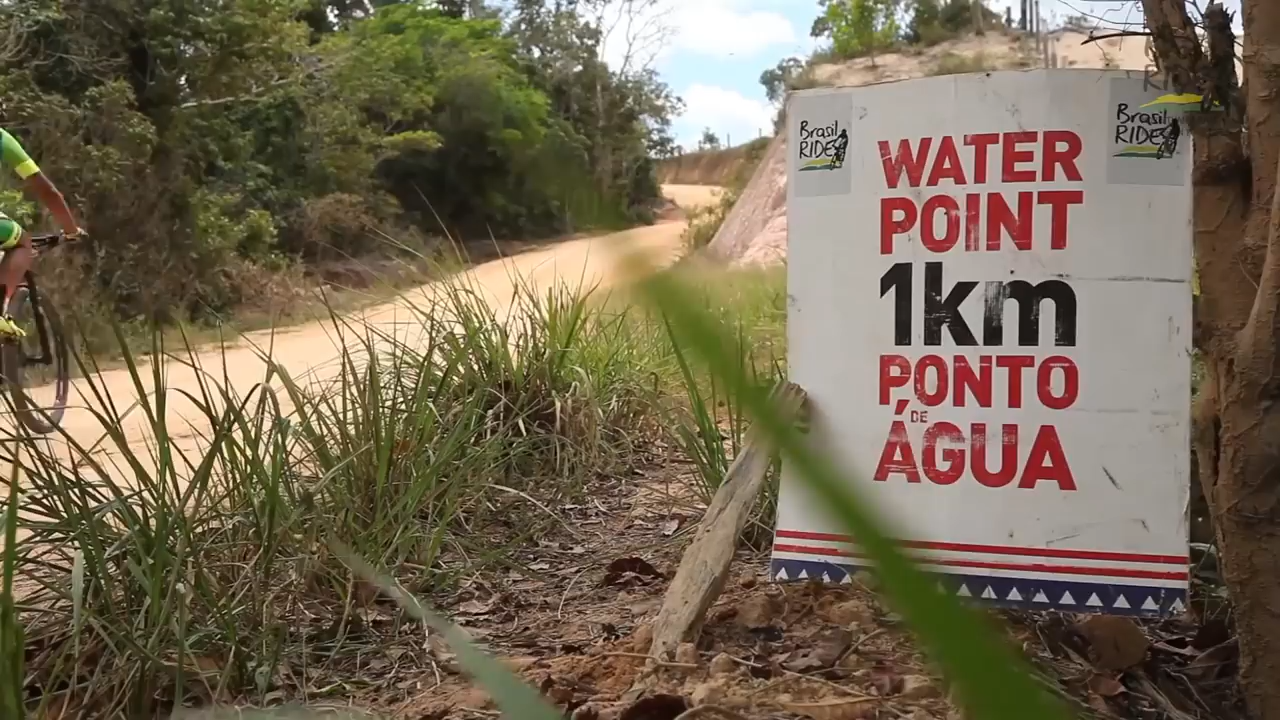 Brasil
RIDE
Brasil
RIDE
WATER
POINT
1km
PONTO
DE
ÁGUA